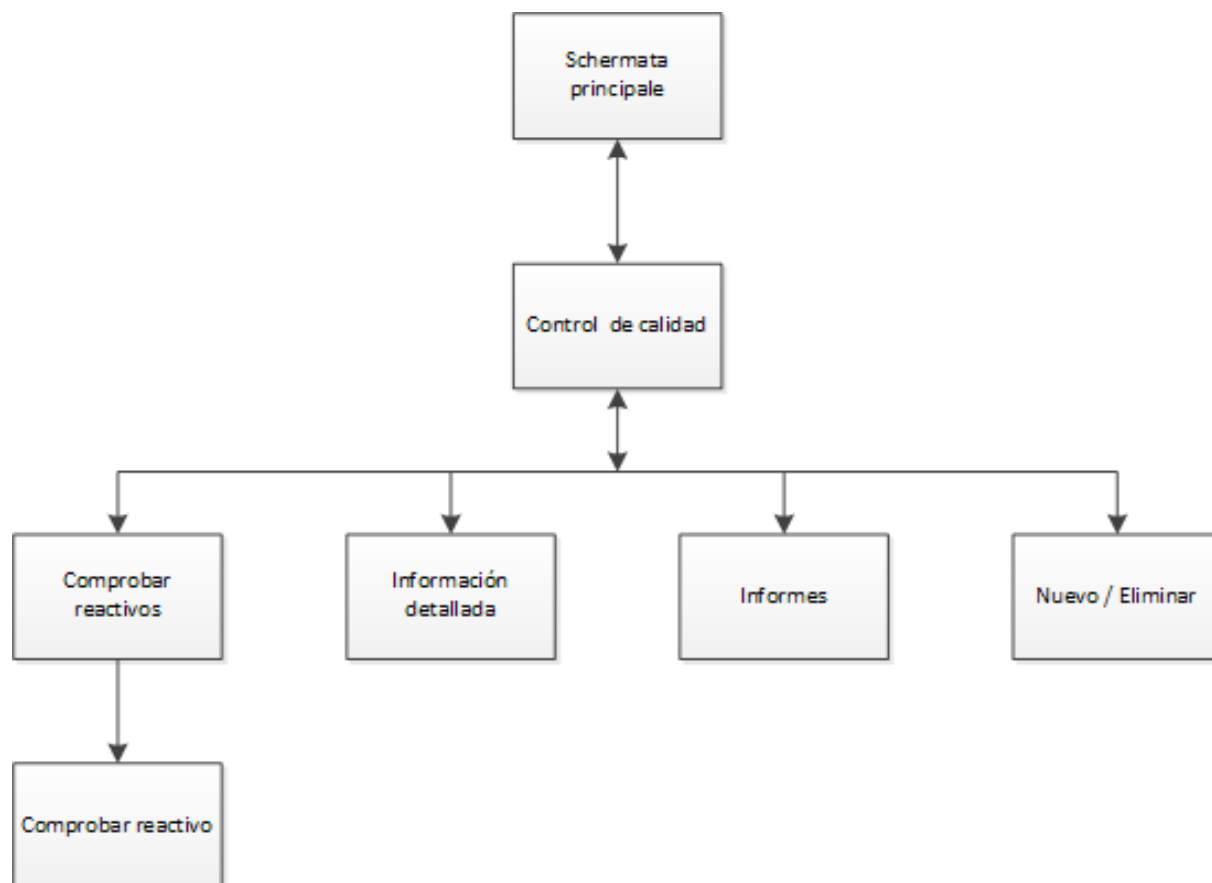 Schermata
principale
Control  de calidad
Comprobar
reactivos
Información
detallada
Informes
Nuevo / Eliminar
Comprobar reactivo